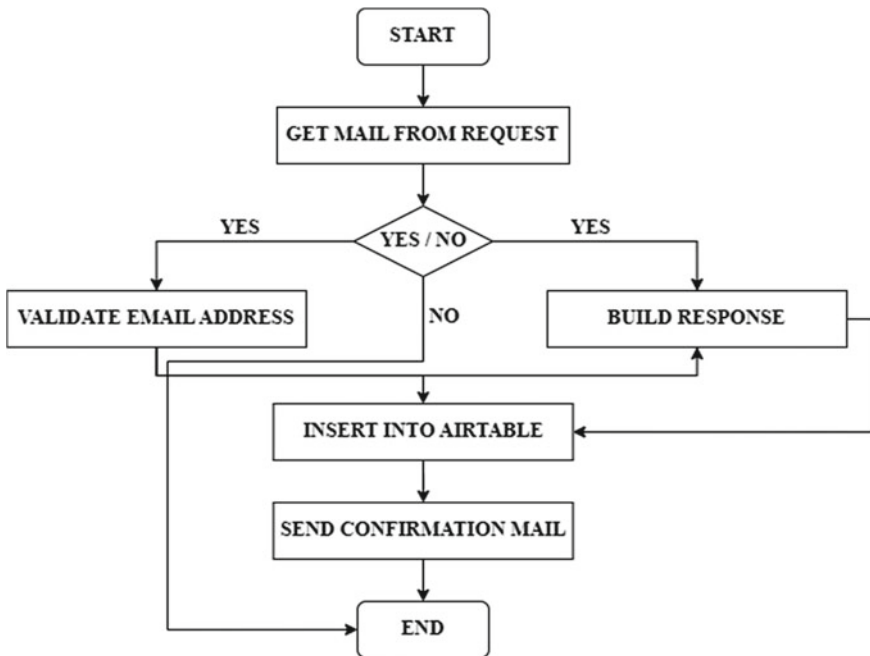 START
GET MAIL FROM REQUEST
YES
YES / NO
YES
VALIDATE EMAIL ADDRESS
NO
BUILD RESPONSE
INSERT INTO AIRTABLE
SEND CONFIRMATION MAIL
END